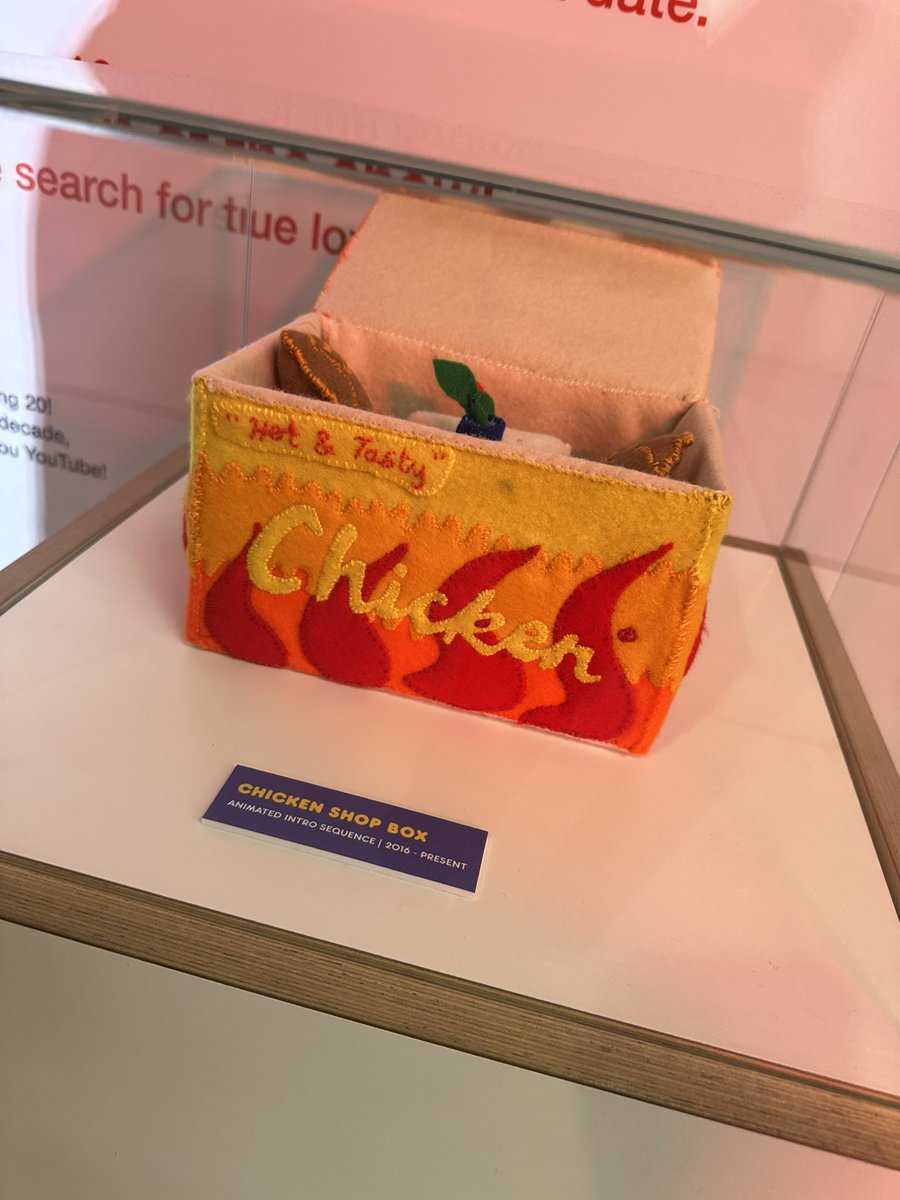 date.
search for true lo
ng 20!
decade,
ou YouTube!
"Hot & Tasty"
Chicken
CHICKEN SHOP BOX
ANIMATED INTRO SEQUENCE | 2016 - PRESENT